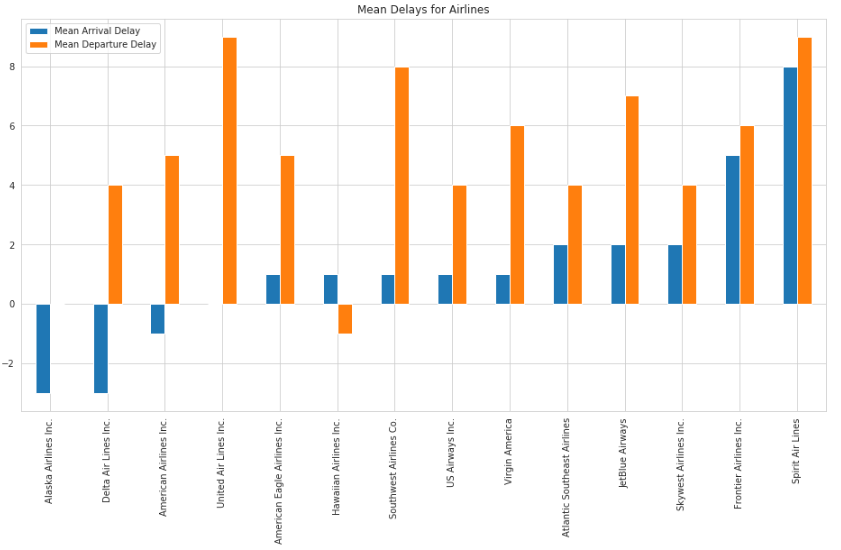 Mean Delays for Airlines
Mean Arrival Delay
Mean Departure Delay
8
6
4
2
0
−2
Alaska Airlines Inc.
Delta Air Lines Inc.
American Airlines Inc.
United Air Lines Inc.
American Eagle Airlines Inc.
Hawaiian Airlines Inc.
Southwest Airlines Co.
US Airways Inc.
Virgin America
Atlantic Southeast Airlines
JetBlue Airways
Skywest Airlines Inc.
Frontier Airlines Inc.
Spirit Air Lines